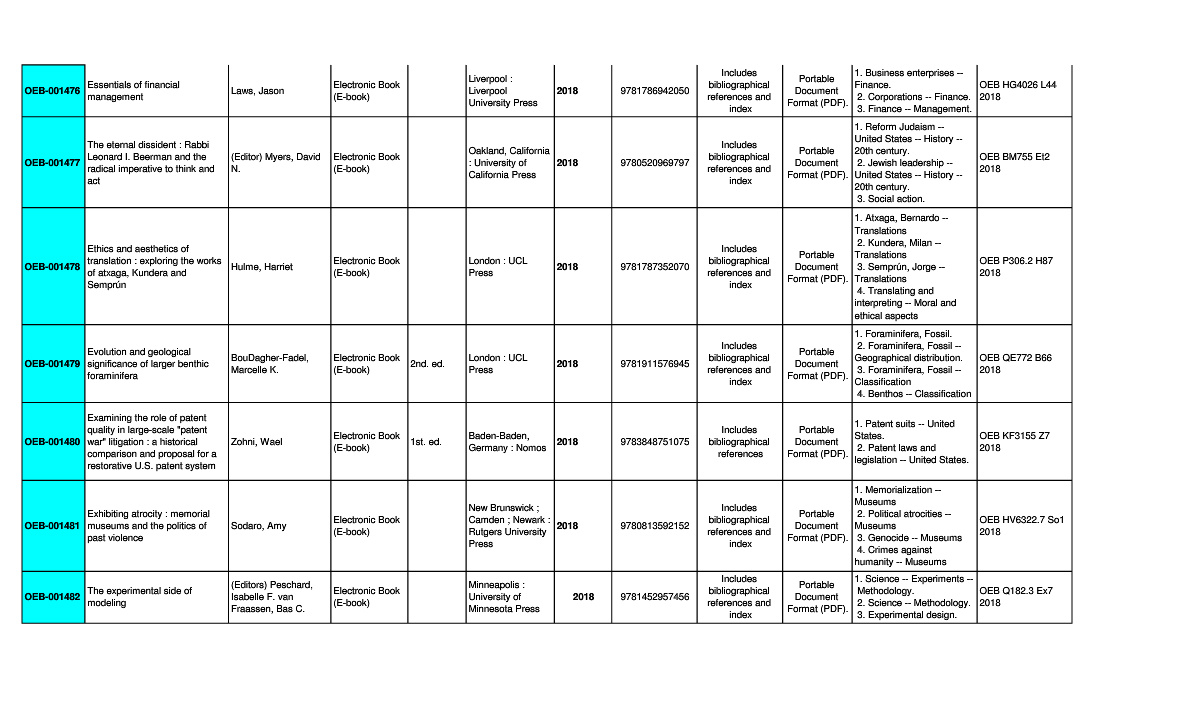 OEB-001476
Essentials of financial
management
Laws, Jason
Electronic Book
(E-book)
Liverpool :
Liverpool
University Press
2018
9781786942050
Includes
bibliographical
references and
index
Portable
Document
Format (PDF).
1. Business enterprises --
Finance.
2. Corporations -- Finance.
3. Finance -- Management.
OEB HG4026 L44
2018
OEB-001477
The eternal dissident : Rabbi
Leonard I. Beerman and the
radical imperative to think and
act
(Editor) Myers, David
N.
Electronic Book
(E-book)
Oakland, California
: University of
California Press
2018
9780520969797
Includes
bibliographical
references and
index
Portable
Document
Format (PDF).
1. Reform Judaism --
United States -- History --
20th century.
2. Jewish leadership --
United States -- History --
20th century.
3. Social action.
OEB BM755 Et2
2018
OEB-001478
Ethics and aesthetics of
translation : exploring the works
of atxaga, Kundera and
Semprún
Hulme, Harriet
Electronic Book
(E-book)
London : UCL
Press
2018
9781787352070
Includes
bibliographical
references and
index
Portable
Document
Format (PDF).
1. Atxaga, Bernardo --
Translations
2. Kundera, Milan --
Translations
3. Semprún, Jorge --
Translations
4. Translating and
interpreting -- Moral and
ethical aspects
OEB P306.2 H87
2018
OEB-001479
Evolution and geological
significance of larger benthic
foraminifera
BouDagher-Fadel,
Marcelle K.
Electronic Book
(E-book)
2nd. ed.
London : UCL
Press
2018
9781911576945
Includes
bibliographical
references and
index
Portable
Document
Format (PDF).
1. Foraminifera, Fossil.
2. Foraminifera, Fossil --
Geographical distribution.
3. Foraminifera, Fossil --
Classification
4. Benthos -- Classification
OEB QE772 B66
2018
OEB-001480
Examining the role of patent
quality in large-scale "patent
war" litigation : a historical
comparison and proposal for a
restorative U.S. patent system
Zohni, Wael
Electronic Book
(E-book)
1st. ed.
Baden-Baden,
Germany : Nomos
2018
9783848751075
Includes
bibliographical
references
Portable
Document
Format (PDF).
1. Patent suits -- United
States.
2. Patent laws and
legislation -- United States.
OEB KF3155 Z7
2018
OEB-001481
Exhibiting atrocity : memorial
museums and the politics of
past violence
Sodaro, Amy
Electronic Book
(E-book)
New Brunswick ;
Camden ; Newark :
Rutgers University
Press
2018
9780813592152
Includes
bibliographical
references and
index
Portable
Document
Format (PDF).
1. Memorialization --
Museums
2. Political atrocities --
Museums
3. Genocide -- Museums
4. Crimes against
humanity -- Museums
OEB HV6322.7 So1
2018
OEB-001482
The experimental side of
modeling
(Editors) Peschard,
Isabelle F. van
Fraassen, Bas C.
Electronic Book
(E-book)
Minneapolis :
University of
Minnesota Press
2018
9781452957456
Includes
bibliographical
references and
index
Portable
Document
Format (PDF).
1. Science -- Experiments --
Methodology.
2. Science -- Methodology.
3. Experimental design.
OEB Q182.3 Ex7
2018